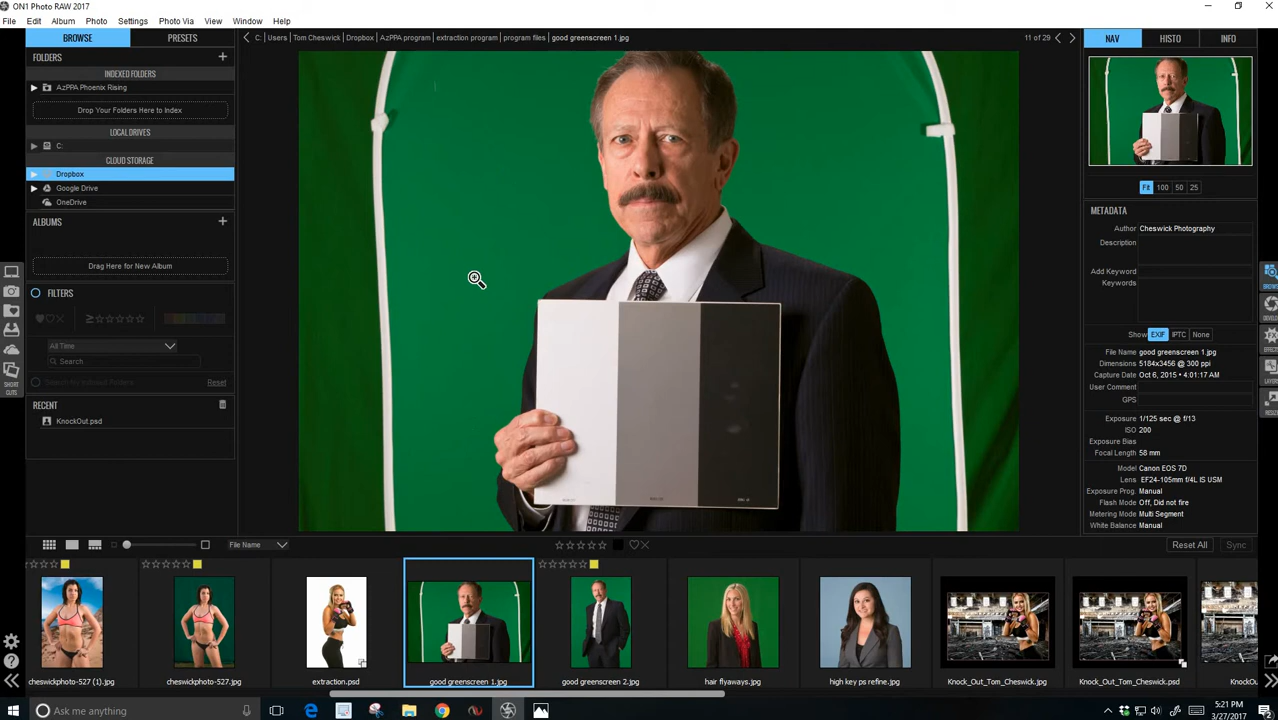 ON1 Photo RAW 2017
File Edit Album Photo Settings Photo Via View Window Help
BROWSE PRESETS
C: Users Tom Cheswick Dropbox AzPPA program extraction program program files good greenscreen 1.jpg 11 of 29
NAV HISTO INFO
FOLDERS
INDEXED FOLDERS
AzPPA Phoenix Rising
Drop Your Folders Here to Index
LOCAL DRIVES
C:
CLOUD STORAGE
Dropbox
Google Drive
OneDrive
ALBUMS
Drag Here for New Album
FILTERS
All Time
Search
Search All Indexed Folders Reset
RECENT
KnockOut.psd
SHORT CUTS
Fit 100 50 25
METADATA
Author Cheswick Photography
Description
Add Keyword
Keywords
Show EXIF IPTC None
File Name good greenscreen 1.jpg
Dimensions 5184x3456 @ 300 ppi
Capture Date Oct 6, 2015 • 4:01:17 AM
User Comment
GPS
Exposure 1/125 sec @ f/13
ISO 200
Exposure Bias
Focal Length 58 mm
Model Canon EOS 7D
Lens EF24-105mm f/4L IS USM
Exposure Prog. Manual
Flash Mode Off, Did not fire
Metering Mode Multi Segment
White Balance Manual
File Name
Reset All Sync
cheswickphoto-527 (1).jpg cheswickphoto-527.jpg extraction.psd good greenscreen 1.jpg good greenscreen 2.jpg hair flyaways.jpg high key ps refine.jpg Knock_Out_Tom_Cheswick.jpg Knock_Out_Tom_Cheswick.psd
Ask me anything
5:21 PM
3/27/2017